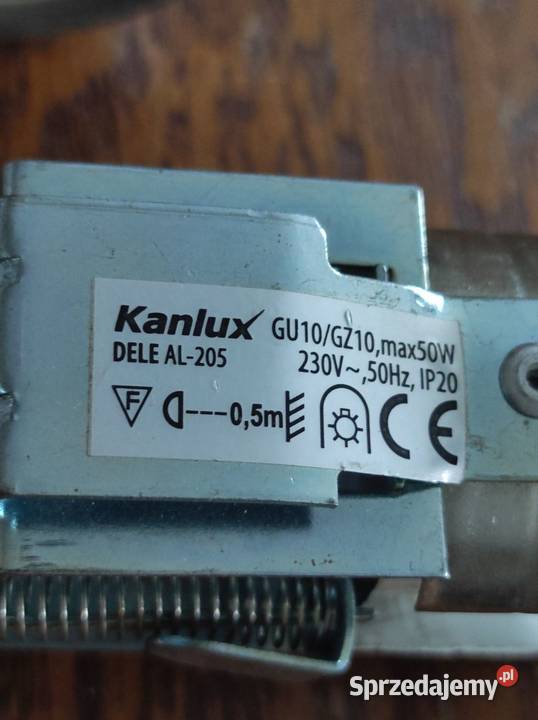 Kanlux GU10/GZ10,max50W
DELE AL-205 230V~,50Hz, IP20
F ---0,5m CE
Sprzedajemy.pl